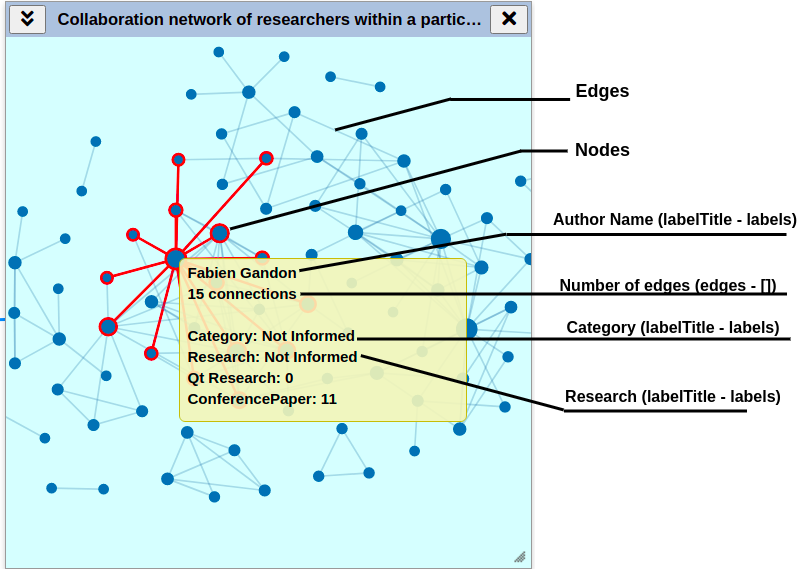 Collaboration network of researchers within a partic...
Edges
Nodes
Author Name (labelTitle - labels)
Number of edges (edges - [])
Category (labelTitle - labels)
Research (labelTitle - labels)
Fabien Gandon
15 connections
Category: Not Informed
Research: Not Informed
Qt Research: 0
ConferencePaper: 11